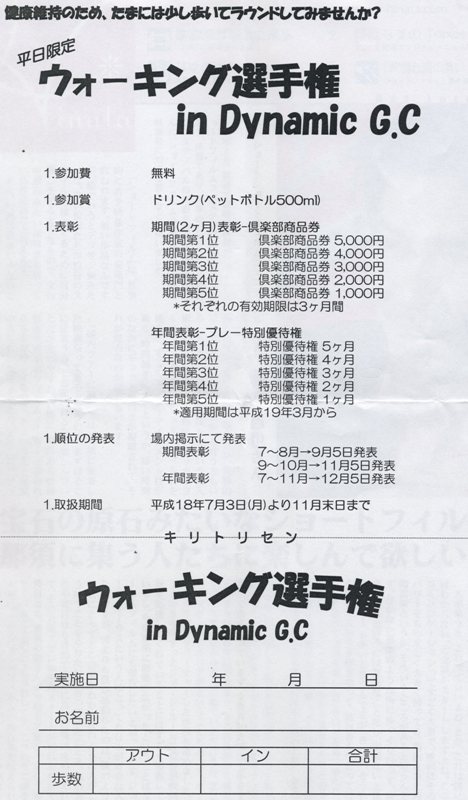 健康維持のため、たまには少し歩いてラウンドしてみませんか?
平日限定
ウォーキング選手権
in Dynamic G.C
1.参加費 無料
1.参加賞 ドリンク(ペットボトル500ml)
1.表彰 期間(2ヶ月)表彰-倶楽部商品券
期間第1位 倶楽部商品券 5,000円
期間第2位 倶楽部商品券 4,000円
期間第3位 倶楽部商品券 3,000円
期間第4位 倶楽部商品券 2,000円
期間第5位 倶楽部商品券 1,000円
*それぞれの有効期限は3ヶ月間
年間表彰-プレー特別優待権
年間第1位 特別優待権 5ヶ月
年間第2位 特別優待権 4ヶ月
年間第3位 特別優待権 3ヶ月
年間第4位 特別優待権 2ヶ月
年間第5位 特別優待権 1ヶ月
*適用期間は平成19年3月から
1.順位の発表 場内掲示にて発表
期間表彰 7～8月→9月5日発表
9～10月→11月5日発表
年間表彰 7～11月→12月5日発表
1.取扱期間 平成18年7月3日(月)より11月末日まで
キリトリセン
ウォーキング選手権
in Dynamic G.C
実施日 年 月 日
お名前
アウト イン 合計
歩数